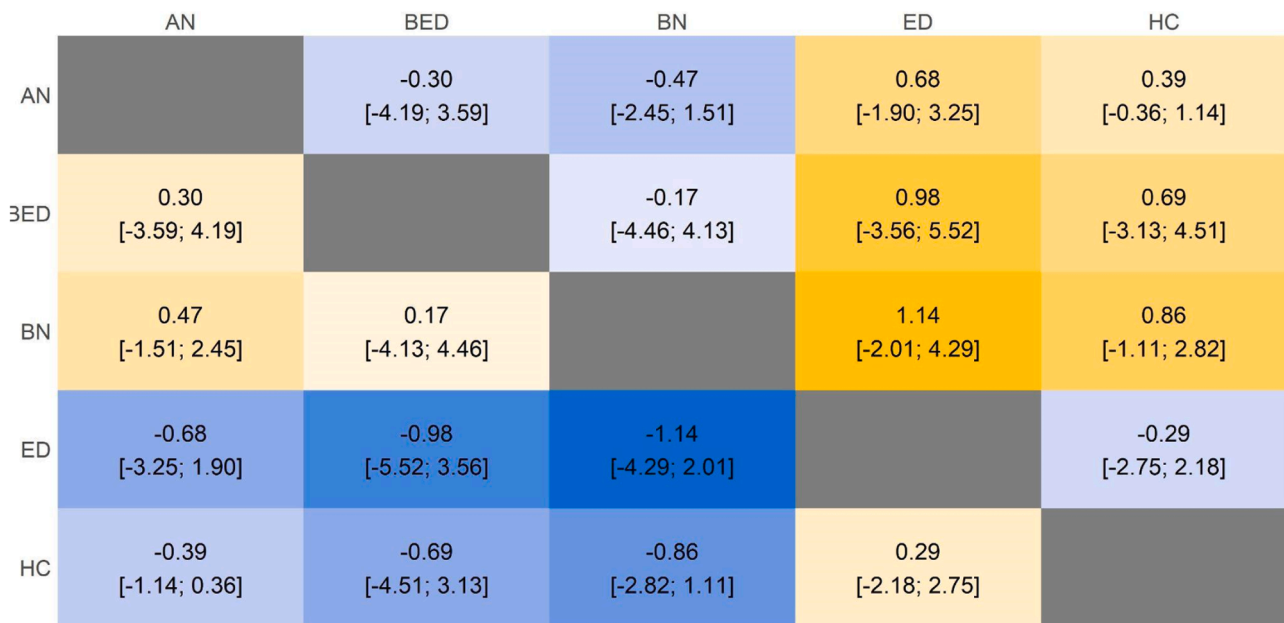 AN BED BN ED HC
AN -0.30 -0.47 0.68 0.39
[-4.19; 3.59] [-2.45; 1.51] [-1.90; 3.25] [-0.36; 1.14]
BED 0.30 -0.17 0.98 0.69
[-3.59; 4.19] [-4.46; 4.13] [-3.56; 5.52] [-3.13; 4.51]
BN 0.47 0.17 1.14 0.86
[-1.51; 2.45] [-4.13; 4.46] [-2.01; 4.29] [-1.11; 2.82]
ED -0.68 -0.98 -1.14 -0.29
[-3.25; 1.90] [-5.52; 3.56] [-4.29; 2.01] [-2.75; 2.18]
HC -0.39 -0.69 -0.86 0.29
[-1.14; 0.36] [-4.51; 3.13] [-2.82; 1.11] [-2.18; 2.75]